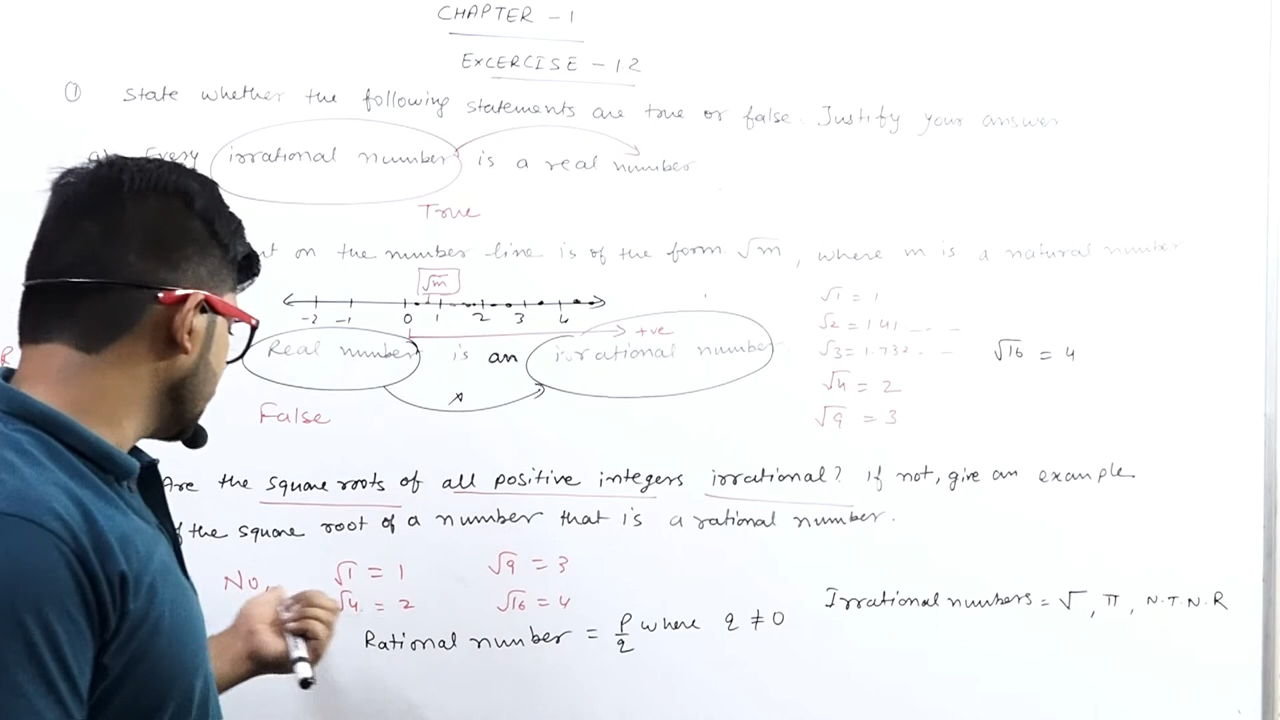 CHAPTER - 1
EXCERCISE - 1.2
① State whether the following statements are true or false. Justify your answer
Every irrational number is a real number
True
on the number line is of the form √m, where m is a natural number
√m
-2 -1 0 1 2 3 4
+ve
√1 = 1
√2 = 1.41 - - -
√3 = 1.732 - -
√4 = 2
√9 = 3
√16 = 4
Real number is an irrational number
False
Are the square roots of all positive integers irrational? If not, give an example
the square root of a number that is a rational number.
No,
√1 = 1 √9 = 3
√4 = 2 √16 = 4
Rational number = p/q where q ≠ 0
Irrational numbers = √, π, N.T.N.R